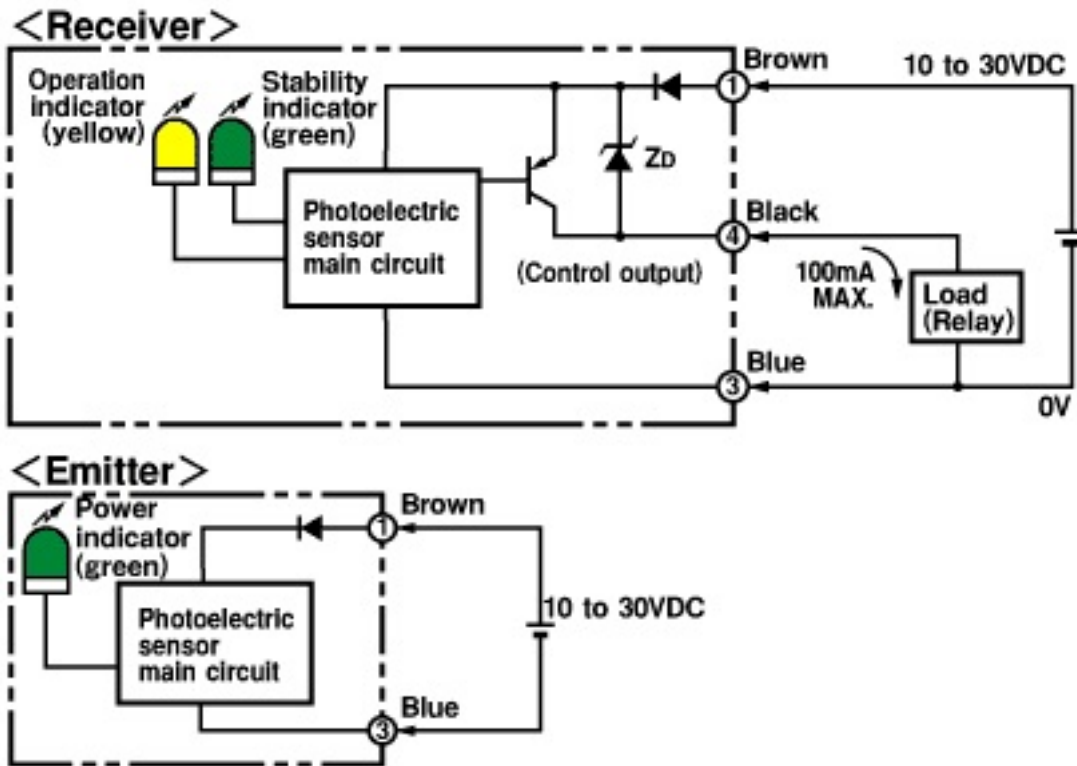 <Receiver>
Operation
indicator
(yellow)
Stability
indicator
(green)
Photoelectric
sensor
main circuit
ZD
(Control output)
1
Brown
10 to 30VDC
4
Black
100mA
MAX.
Load
(Relay)
3
Blue
0V
<Emitter>
Power
indicator
(green)
Photoelectric
sensor
main circuit
1
Brown
10 to 30VDC
3
Blue